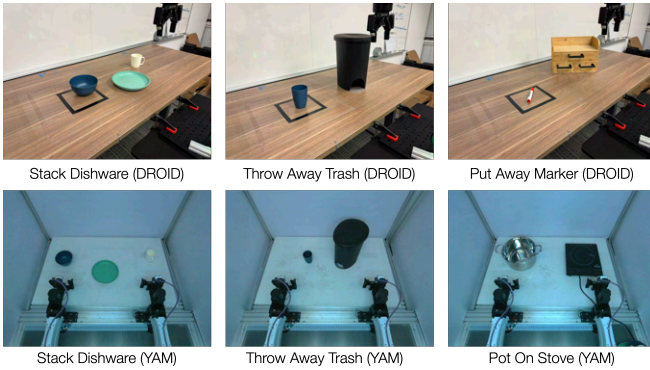 Stack Dishware (DROID)
Throw Away Trash (DROID)
Put Away Marker (DROID)
Stack Dishware (YAM)
Throw Away Trash (YAM)
Pot On Stove (YAM)